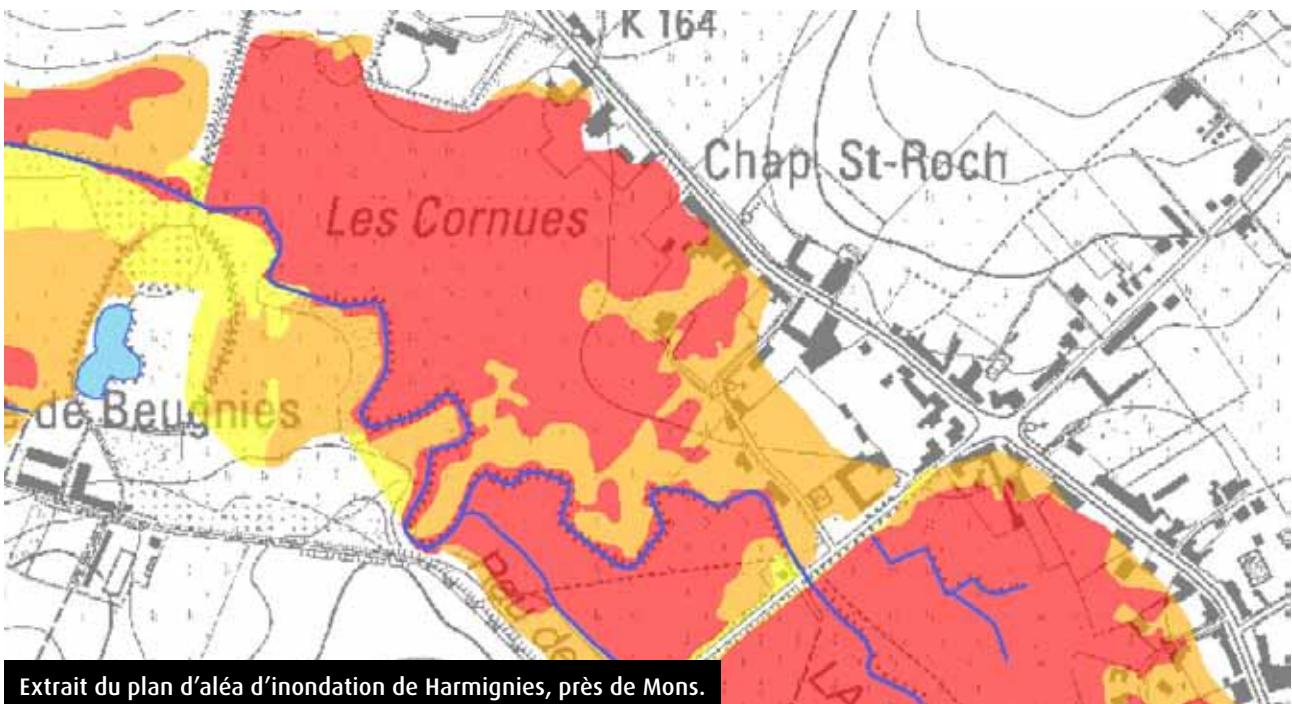 K 164
Chap. St-Roch
Les Cornues
de Beugnies
Extrait du plan d'aléa d'inondation de Harmignies, près de Mons.